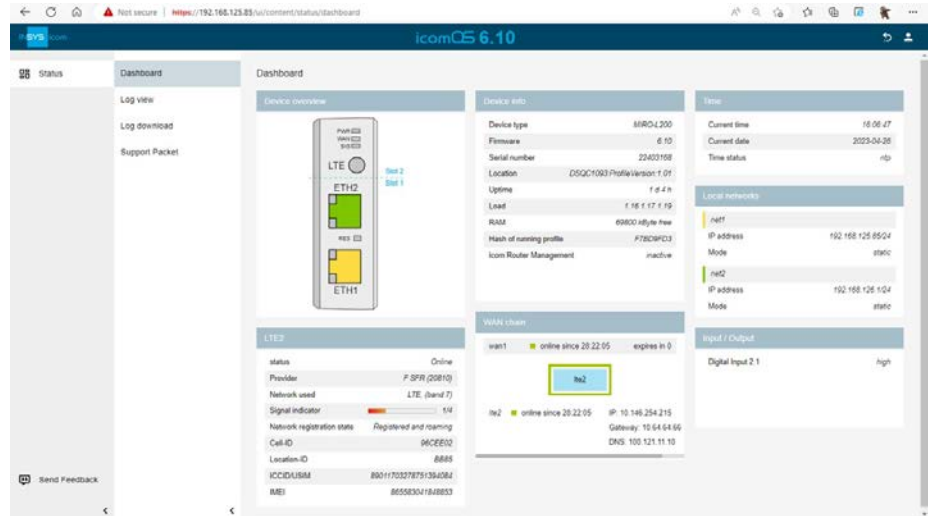 Not secure | https://192.168.125.85/ui/content/status/dashboard
INSYS icom
icomOS 6.10
Status
Dashboard
Log view
Log download
Support Packet
Send Feedback
Dashboard
Device overview
PWR
WAN
SIG
LTE
Slot 2
Slot 1
ETH2
RES
ETH1
Device info
Device type MIRO-L200
Firmware 6.10
Serial number 22403168
Location DSQC1093:ProfileVersion:1.01
Uptime 1 d 4 h
Load 1.16 1.17 1.19
RAM 69800 kByte free
Hash of running profile F7BD9FD3
Icom Router Management inactive
Time
Current time 16:06:47
Current date 2023-04-26
Time status ntp
Local networks
net1
IP address 192.168.125.85/24
Mode static
net2
IP address 192.168.126.1/24
Mode static
LTE2
status Online
Provider F SFR (20810)
Network used LTE, (band 7)
Signal indicator 1/4
Network registration state Registered and roaming
Cell-ID 96CEE02
Location-ID BB85
ICCID/USIM 89011703278751394084
IMEI 865583041848853
WAN chain
wan1 online since 28:22:05 expires in 0
lte2
lte2 online since 28:22:05 IP: 10.146.254.215
Gateway: 10.64.64.66
DNS: 100.121.11.10
Input / Output
Digital Input 2.1 high